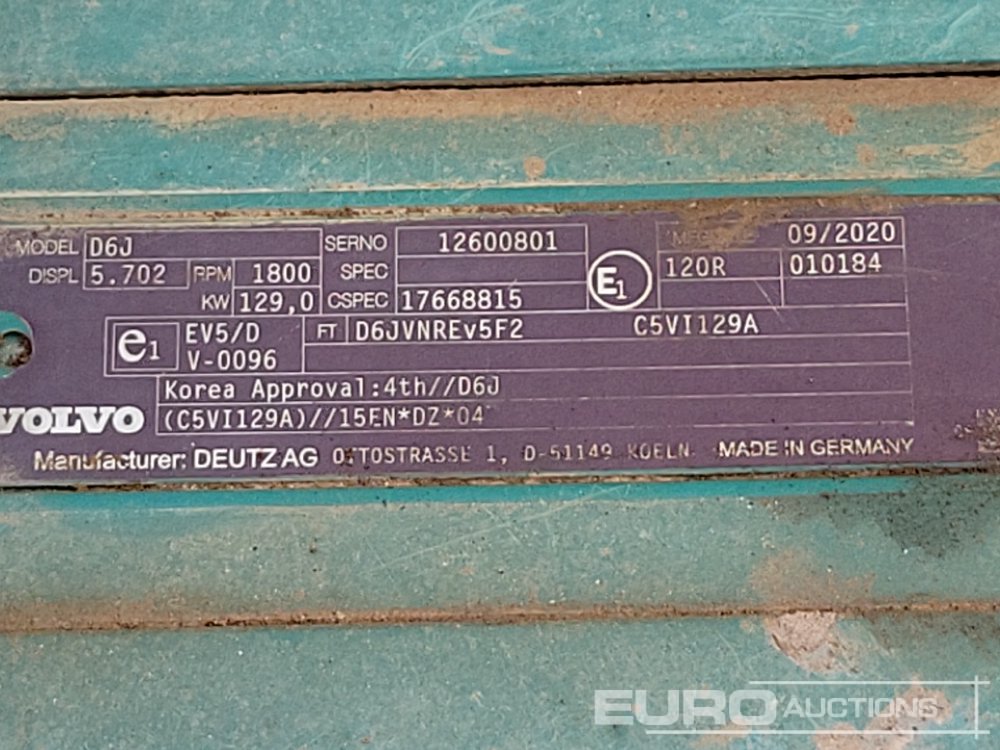 MODEL D6J SERNO 12600801 09/2020
DISPL 5.702 RPM 1800 SPEC E1 120R 010184
KW 129,0 CSPEC 17668815
e1 EV5/D FT D6JVNREv5F2 C5VI129A
V-0096
Korea Approval:4th//D6J
VOLVO (C5VI129A)//15EN*DZ*04
Manufacturer: DEUTZ AG OTTOSTRASSE 1, D-51149 KOELN MADE IN GERMANY
EURO AUCTIONS